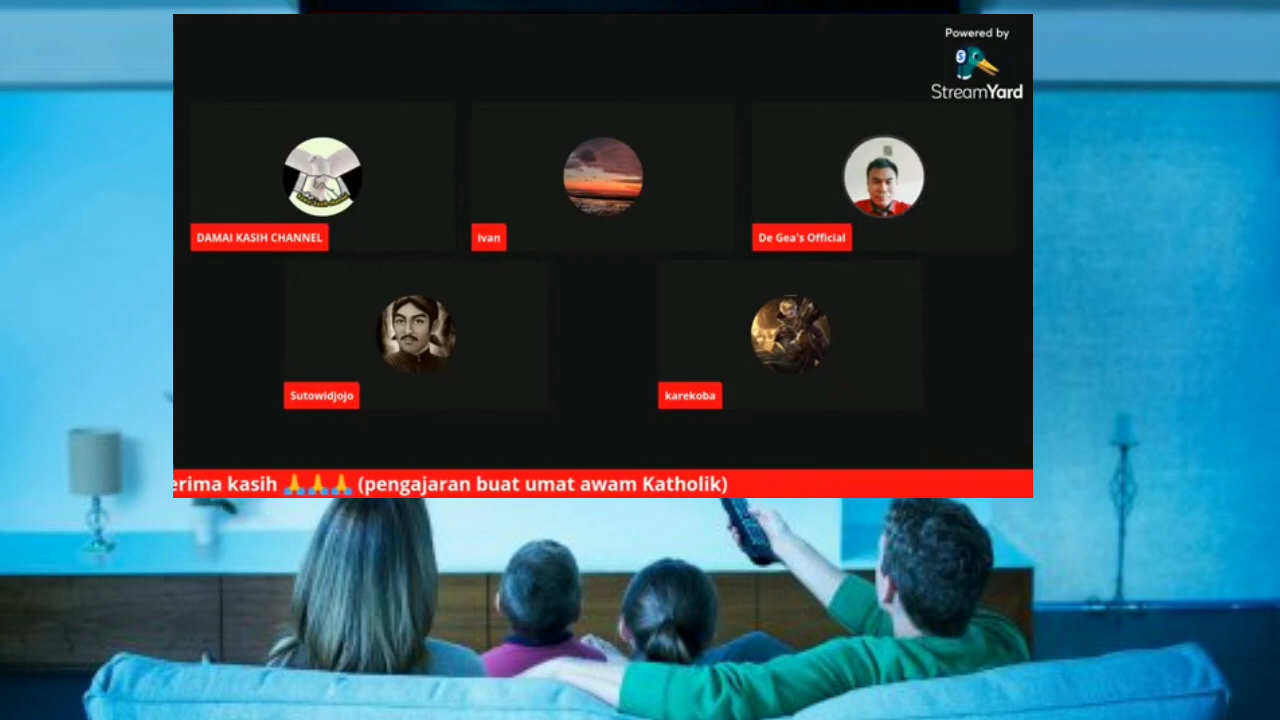 Powered by
StreamYard
DAMAI KASIH CHANNEL
ivan
De Gea's Official
Sutowidjojo
karekoba
erima kasih 🙏🙏🙏 (pengajaran buat umat awam Katholik)